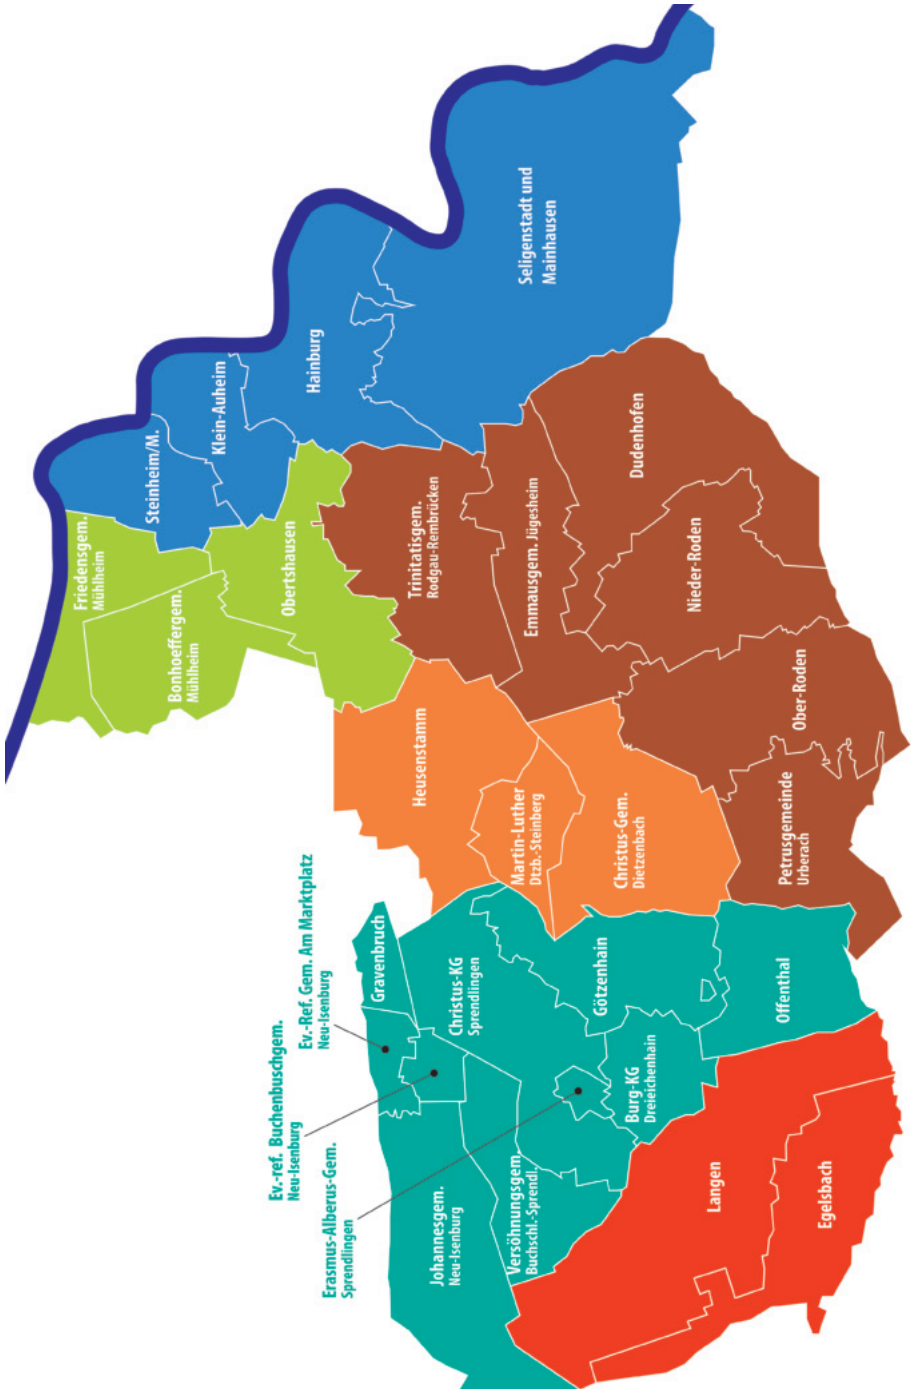 Ev.-Ref. Gem. Am Marktplatz
Neu-Isenburg
Ev.-ref. Buchenbuschgem.
Neu-Isenburg
Erasmus-Alberus-Gem.
Sprendlingen
Johannesgem.
Neu-Isenburg
Gravenbruch
Christus-KG
Sprendlingen
Versöhnungsgem.
Buchschl.-Sprendl.
Götzenhain
Burg-KG
Dreieichenhain
Offenthal
Langen
Egelsbach
Heusenstamm
Martin-Luther
Dtzb.-Steinberg
Christus-Gem.
Dietzenbach
Friedensgem.
Mühlheim
Bonhoeffergem.
Mühlheim
Obertshausen
Steinheim/M.
Klein-Auheim
Hainburg
Seligenstadt und
Mainhausen
Trinitatisgem.
Rodgau-Rembrücken
Emmausgem. Jügesheim
Dudenhofen
Nieder-Roden
Ober-Roden
Petrusgemeinde
Urberach